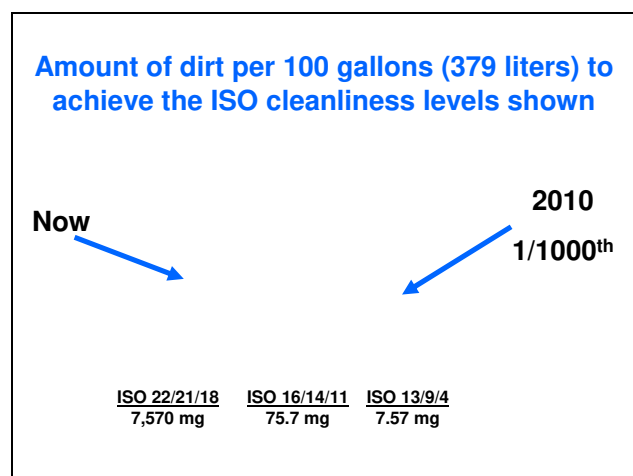 Amount of dirt per 100 gallons (379 liters) to
achieve the ISO cleanliness levels shown
Now
2010
1/1000th
ISO 22/21/18 ISO 16/14/11 ISO 13/9/4
7,570 mg 75.7 mg 7.57 mg